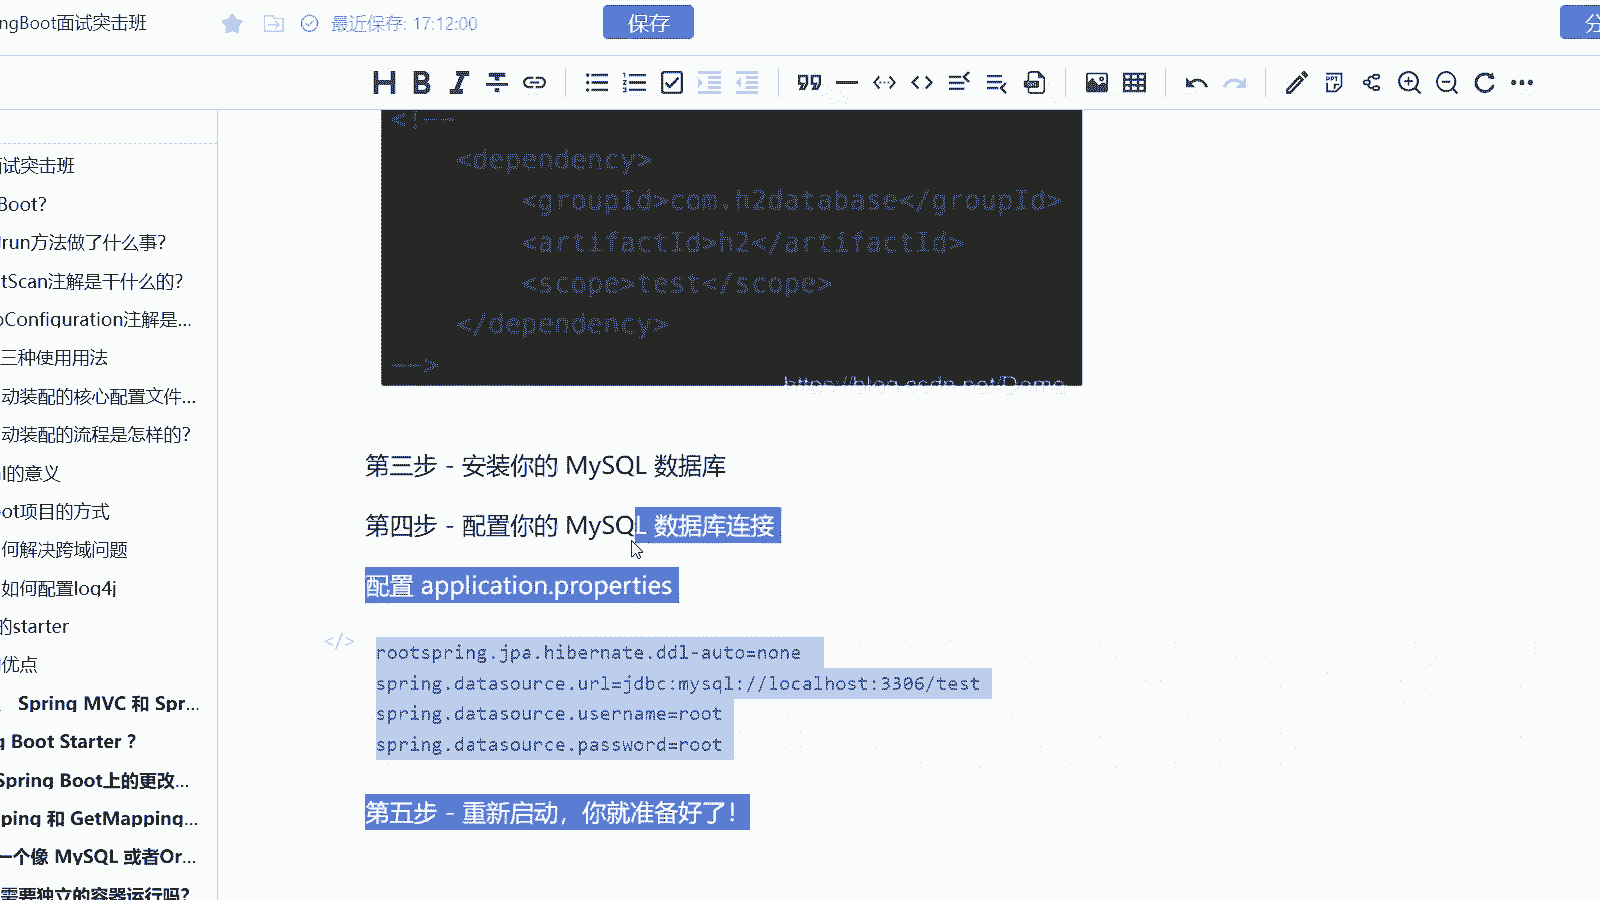 ngBoot面试突击班
最近保存: 17:12:00
保存
分
H B I
PPT
面试突击班
Boot?
run方法做了什么事?
tScan注解是干什么的?
oConfiguration注解是...
三种使用用法
动装配的核心配置文件...
动装配的流程是怎样的?
l的意义
ot项目的方式
何解决跨域问题
如何配置log4j
的starter
优点
Spring MVC 和 Spr...
g Boot Starter ?
Spring Boot上的更改...
ping 和 GetMapping...
一个像 MySQL 或者Or...
需要独立的容器运行吗?
<!--
<dependency>
<groupId>com.h2database</groupId>
<artifactId>h2</artifactId>
<scope>test</scope>
</dependency>
-->
https://blog.csdn.net/Dome
第三步 - 安装你的 MySQL 数据库
第四步 - 配置你的 MySQL 数据库连接
配置 application.properties
</>
rootspring.jpa.hibernate.ddl-auto=none
spring.datasource.url=jdbc:mysql://localhost:3306/test
spring.datasource.username=root
spring.datasource.password=root
第五步 - 重新启动，你就准备好了！